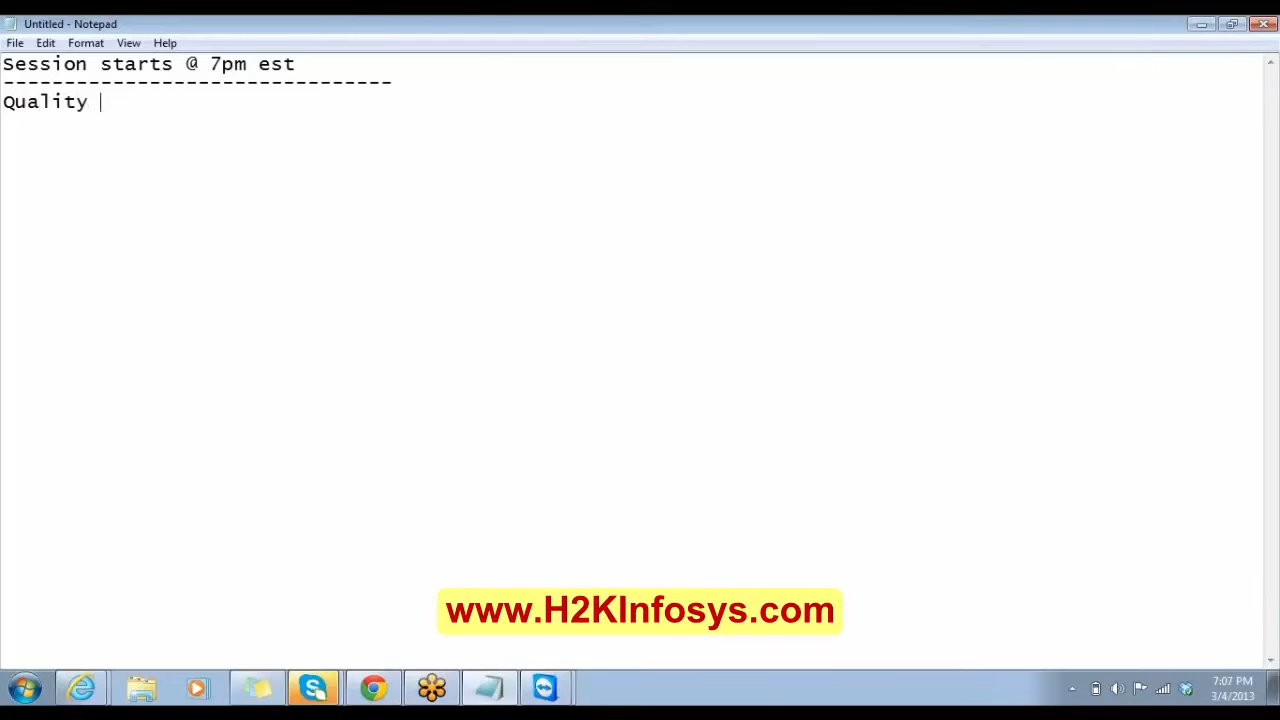 Untitled - Notepad
File Edit Format View Help
Session starts @ 7pm est
--------------------------------
Quality
www.H2KInfosys.com
7:07 PM
3/4/2013